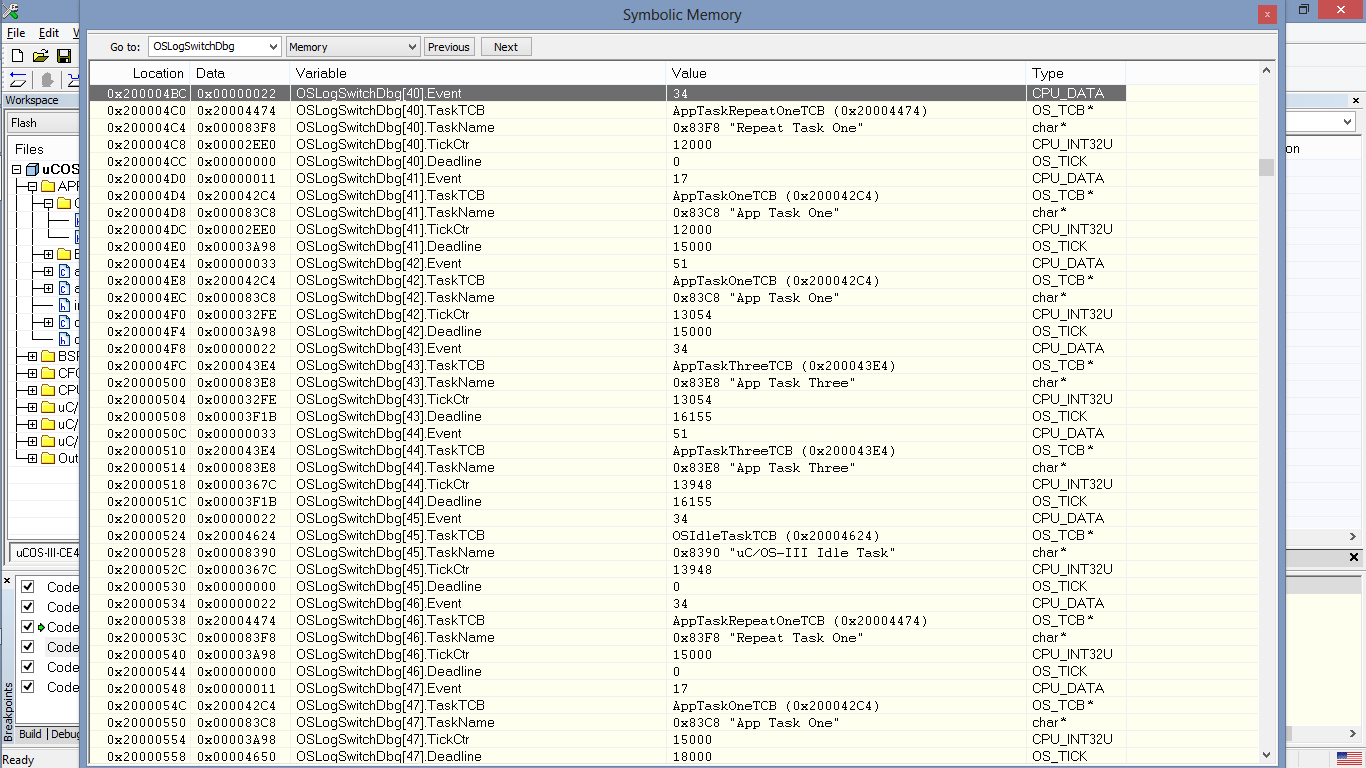 Symbolic Memory
File Edit
Go to: OSLogSwitchDbg Memory Previous Next
Workspace
Flash
Files
Location Data Variable Value Type
0x200004BC 0x00000022 OSLogSwitchDbg[40].Event 34 CPU_DATA
0x200004C0 0x20004474 OSLogSwitchDbg[40].TaskTCB AppTaskRepeatOneTCB (0x20004474) OS_TCB*
0x200004C4 0x000083F8 OSLogSwitchDbg[40].TaskName 0x83F8 "Repeat Task One" char*
0x200004C8 0x00002EE0 OSLogSwitchDbg[40].TickCtr 12000 CPU_INT32U
0x200004CC 0x00000000 OSLogSwitchDbg[40].Deadline 0 OS_TICK
0x200004D0 0x00000011 OSLogSwitchDbg[41].Event 17 CPU_DATA
0x200004D4 0x200042C4 OSLogSwitchDbg[41].TaskTCB AppTaskOneTCB (0x200042C4) OS_TCB*
0x200004D8 0x000083C8 OSLogSwitchDbg[41].TaskName 0x83C8 "App Task One" char*
0x200004DC 0x00002EE0 OSLogSwitchDbg[41].TickCtr 12000 CPU_INT32U
0x200004E0 0x00003A98 OSLogSwitchDbg[41].Deadline 15000 OS_TICK
0x200004E4 0x00000033 OSLogSwitchDbg[42].Event 51 CPU_DATA
0x200004E8 0x200042C4 OSLogSwitchDbg[42].TaskTCB AppTaskOneTCB (0x200042C4) OS_TCB*
0x200004EC 0x000083C8 OSLogSwitchDbg[42].TaskName 0x83C8 "App Task One" char*
0x200004F0 0x000032FE OSLogSwitchDbg[42].TickCtr 13054 CPU_INT32U
0x200004F4 0x00003A98 OSLogSwitchDbg[42].Deadline 15000 OS_TICK
0x200004F8 0x00000022 OSLogSwitchDbg[43].Event 34 CPU_DATA
0x200004FC 0x200043E4 OSLogSwitchDbg[43].TaskTCB AppTaskThreeTCB (0x200043E4) OS_TCB*
0x20000500 0x000083E8 OSLogSwitchDbg[43].TaskName 0x83E8 "App Task Three" char*
0x20000504 0x000032FE OSLogSwitchDbg[43].TickCtr 13054 CPU_INT32U
0x20000508 0x00003F1B OSLogSwitchDbg[43].Deadline 16155 OS_TICK
0x2000050C 0x00000033 OSLogSwitchDbg[44].Event 51 CPU_DATA
0x20000510 0x200043E4 OSLogSwitchDbg[44].TaskTCB AppTaskThreeTCB (0x200043E4) OS_TCB*
0x20000514 0x000083E8 OSLogSwitchDbg[44].TaskName 0x83E8 "App Task Three" char*
0x20000518 0x0000367C OSLogSwitchDbg[44].TickCtr 13948 CPU_INT32U
0x2000051C 0x00003F1B OSLogSwitchDbg[44].Deadline 16155 OS_TICK
0x20000520 0x00000022 OSLogSwitchDbg[45].Event 34 CPU_DATA
0x20000524 0x20004624 OSLogSwitchDbg[45].TaskTCB OSIdleTaskTCB (0x20004624) OS_TCB*
0x20000528 0x00008390 OSLogSwitchDbg[45].TaskName 0x8390 "uC/OS-III Idle Task" char*
0x2000052C 0x0000367C OSLogSwitchDbg[45].TickCtr 13948 CPU_INT32U
0x20000530 0x00000000 OSLogSwitchDbg[45].Deadline 0 OS_TICK
0x20000534 0x00000022 OSLogSwitchDbg[46].Event 34 CPU_DATA
0x20000538 0x20004474 OSLogSwitchDbg[46].TaskTCB AppTaskRepeatOneTCB (0x20004474) OS_TCB*
0x2000053C 0x000083F8 OSLogSwitchDbg[46].TaskName 0x83F8 "Repeat Task One" char*
0x20000540 0x00003A98 OSLogSwitchDbg[46].TickCtr 15000 CPU_INT32U
0x20000544 0x00000000 OSLogSwitchDbg[46].Deadline 0 OS_TICK
0x20000548 0x00000011 OSLogSwitchDbg[47].Event 17 CPU_DATA
0x2000054C 0x200042C4 OSLogSwitchDbg[47].TaskTCB AppTaskOneTCB (0x200042C4) OS_TCB*
0x20000550 0x000083C8 OSLogSwitchDbg[47].TaskName 0x83C8 "App Task One" char*
0x20000554 0x00003A98 OSLogSwitchDbg[47].TickCtr 15000 CPU_INT32U
0x20000558 0x00004650 OSLogSwitchDbg[47].Deadline 18000 OS_TICK
uCOS
BSP
CPU
uC/
uC/
uC/
Out
uCOS-III-CE4
Code
Code
Code
Code
Code
Code
Breakpoints
Build Debug
Ready